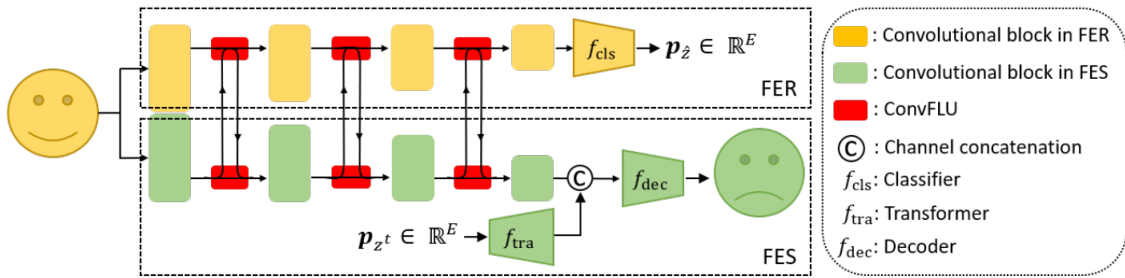 f_cls
p_ẑ ∈ ℝ^E
FER
f_dec
p_{z^t} ∈ ℝ^E
f_tra
FES
: Convolutional block in FER
: Convolutional block in FES
: ConvFLU
C
C : Channel concatenation
f_cls: Classifier
f_tra: Transformer
f_dec: Decoder